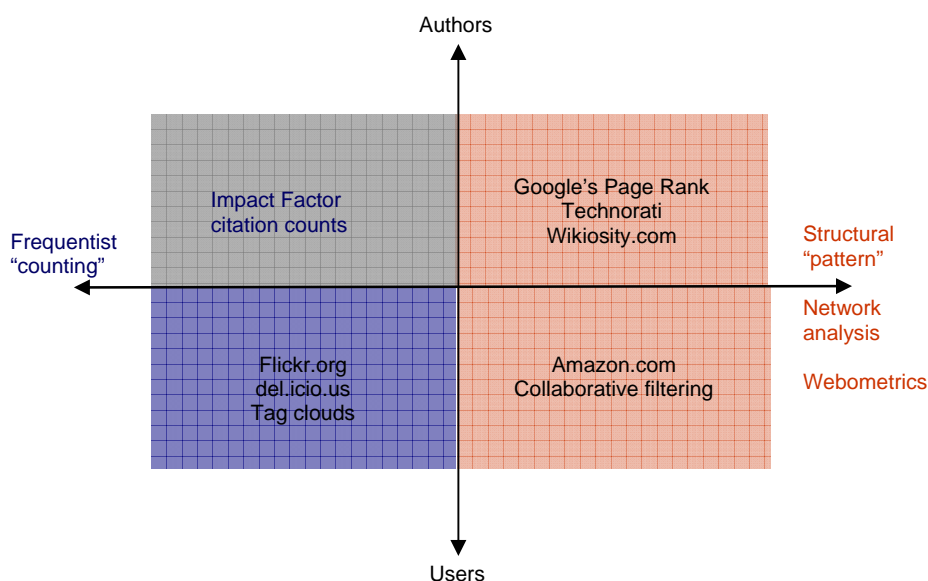 Authors
Impact Factor
citation counts
Google's Page Rank
Technorati
Wikiosity.com
Frequentist
“counting”
Structural
“pattern”
Network
analysis
Webometrics
Flickr.org
del.icio.us
Tag clouds
Amazon.com
Collaborative filtering
Users